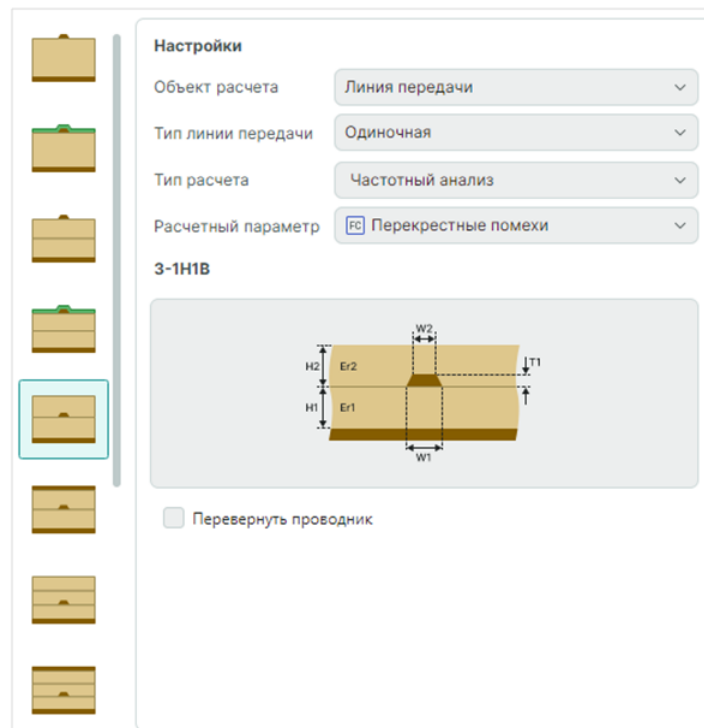 Настройки
Объект расчета Линия передачи
Тип линии передачи Одиночная
Тип расчета Частотный анализ
Расчетный параметр FC Перекрестные помехи
3-1H1B
W2
H2 Er2 T1
H1 Er1
W1
Перевернуть проводник